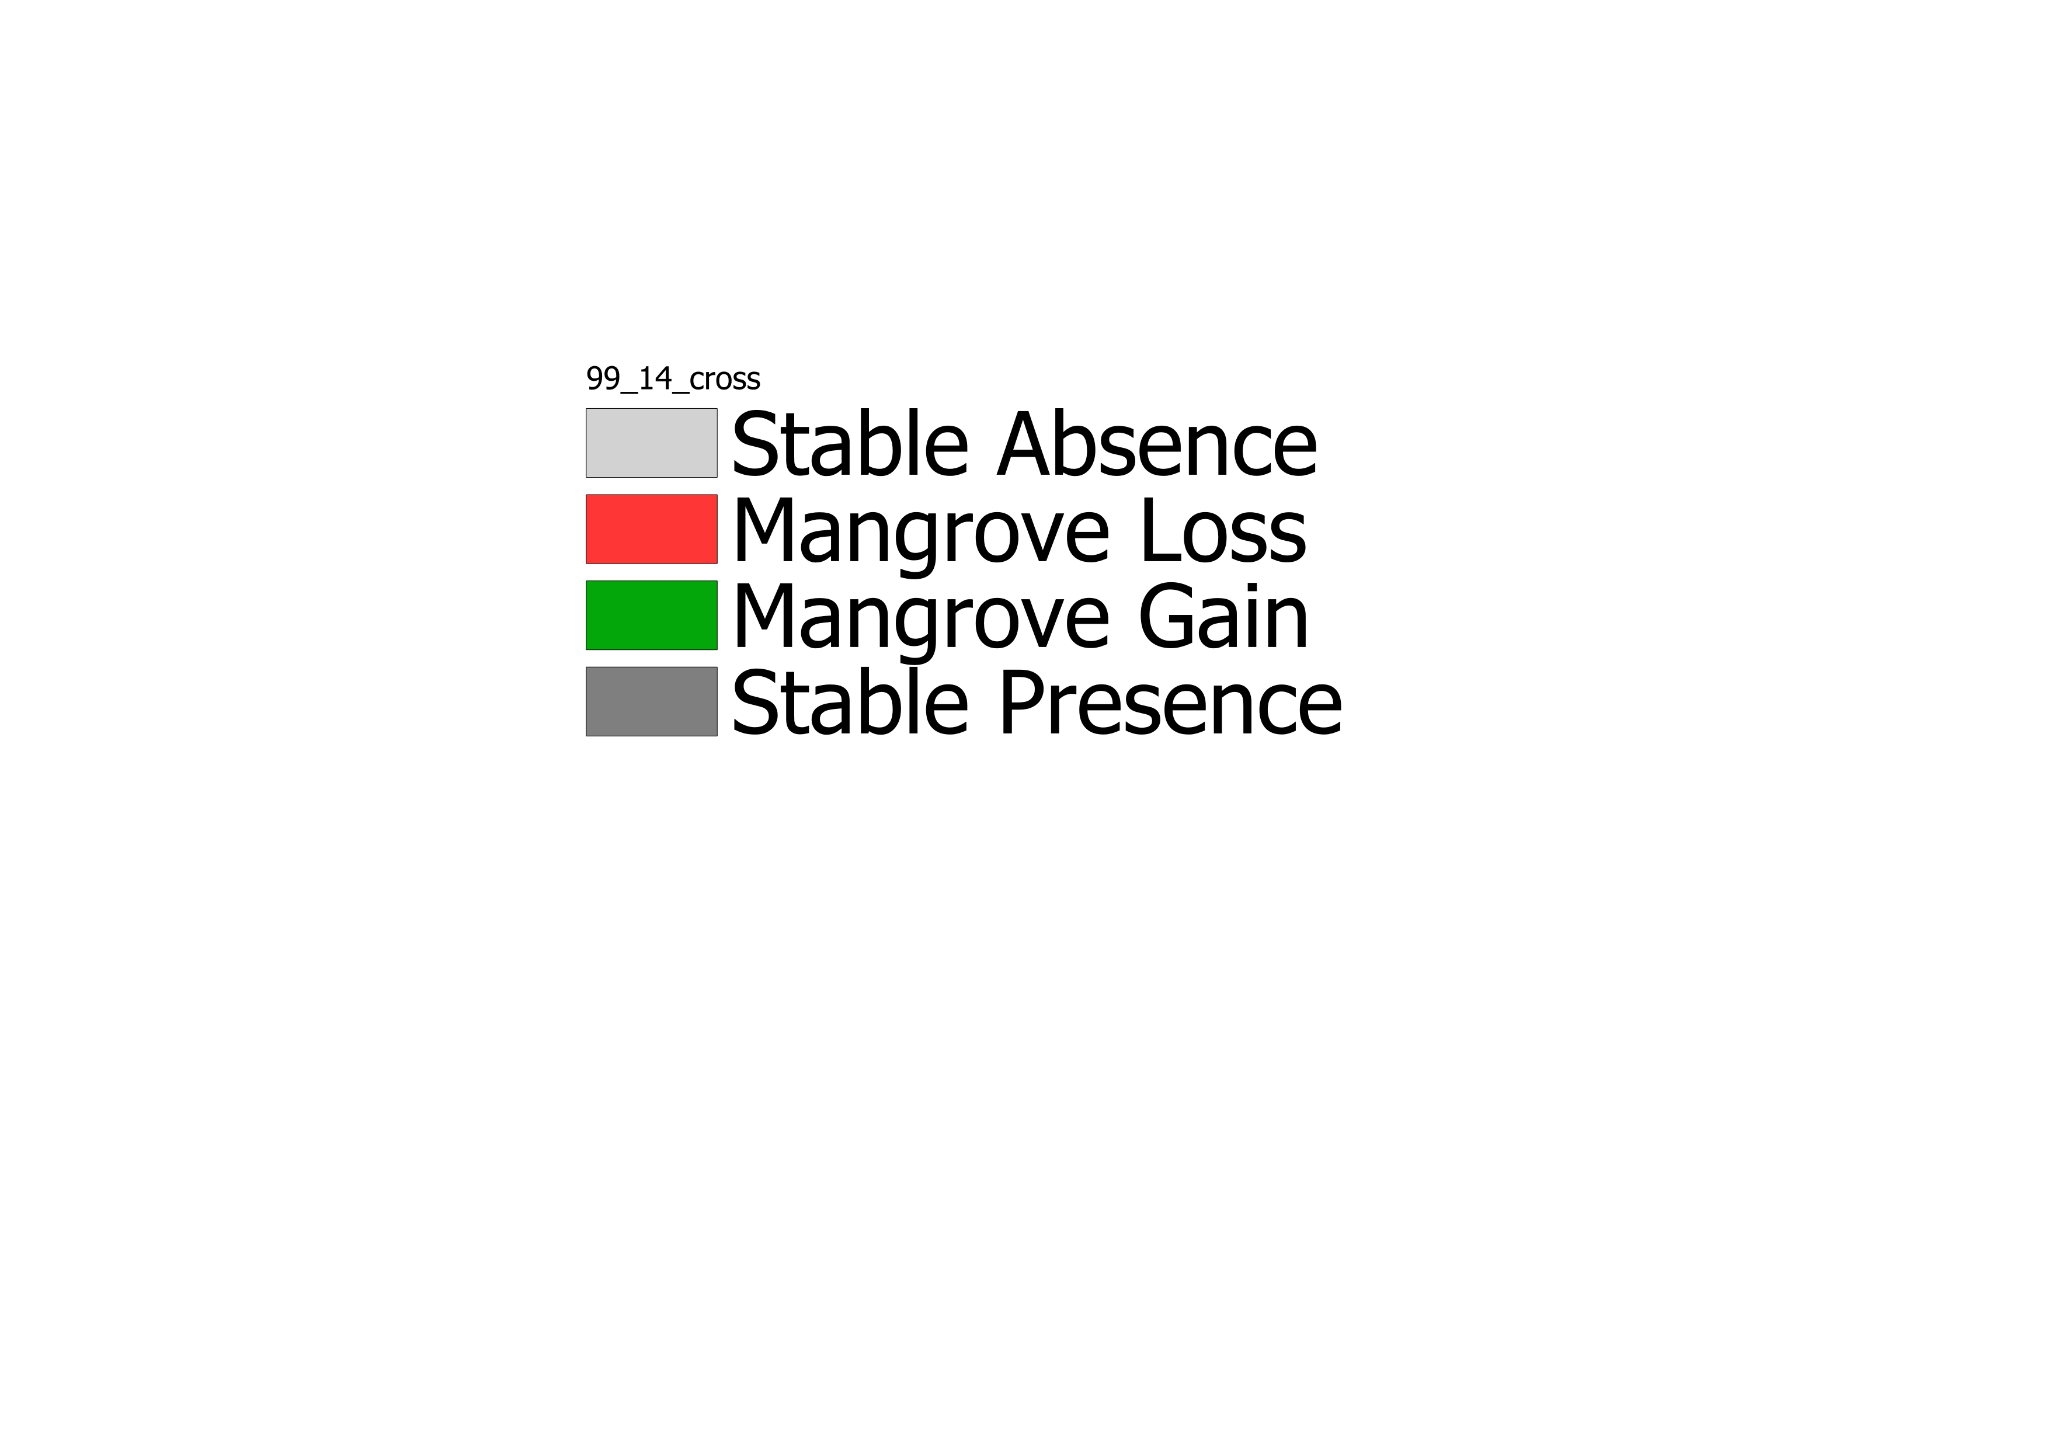 99_14_cross
Stable Absence
Mangrove Loss
Mangrove Gain
Stable Presence